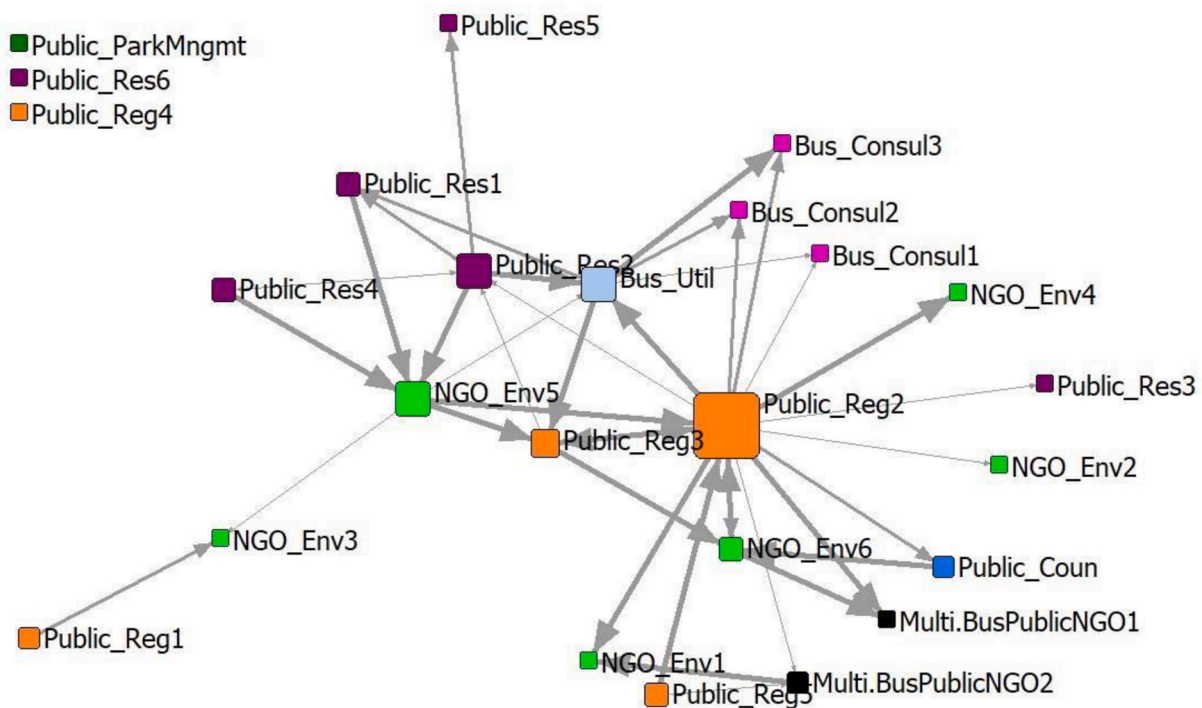 Public_Res5
Public_ParkMngmt
Public_Res6
Public_Reg4
Bus_Consul3
Public_Res1
Bus_Consul2
Bus_Consul1
Public_Res2
Bus_Util
Public_Res4
NGO_Env4
Public_Res3
NGO_Env5
Public_Reg2
Public_Reg3
NGO_Env2
NGO_Env3
NGO_Env6
Public_Coun
Multi.BusPublicNGO1
Public_Reg1
NGO_Env1
Multi.BusPublicNGO2
Public_Reg5